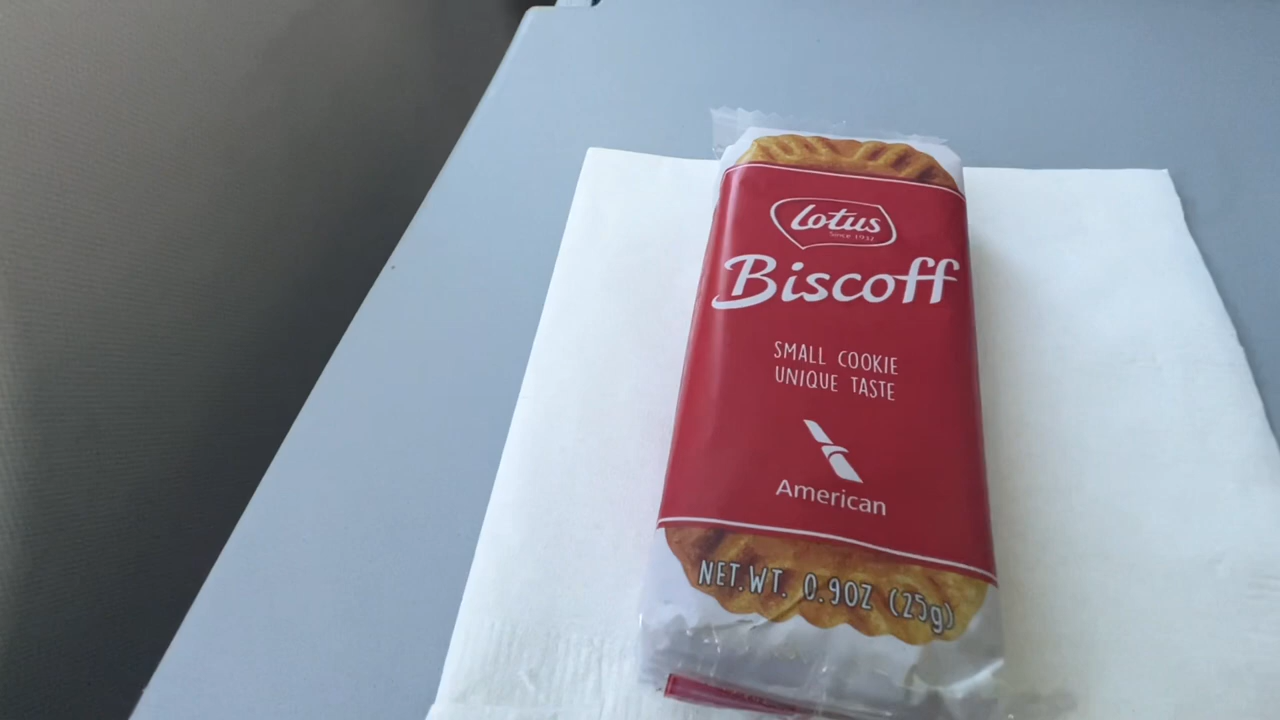 Lotus
Since 1932
Biscoff
SMALL COOKIE
UNIQUE TASTE
American
NET.WT. 0.9OZ (25g)